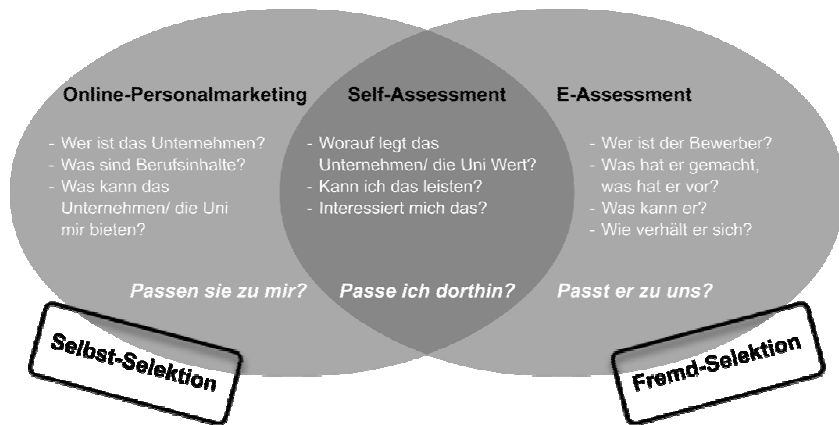 Online-Personalmarketing
- Wer ist das Unternehmen?
- Was sind Berufsinhalte?
- Was kann das
Unternehmen/ die Uni
mir bieten?
Passen sie zu mir?
Self-Assessment
- Worauf legt das
Unternehmen/ die Uni Wert?
- Kann ich das leisten?
- Interessiert mich das?
Passe ich dorthin?
E-Assessment
- Wer ist der Bewerber?
- Was hat er gemacht,
was hat er vor?
- Was kann er?
- Wie verhält er sich?
Passt er zu uns?
Selbst-Selektion
Fremd-Selektion